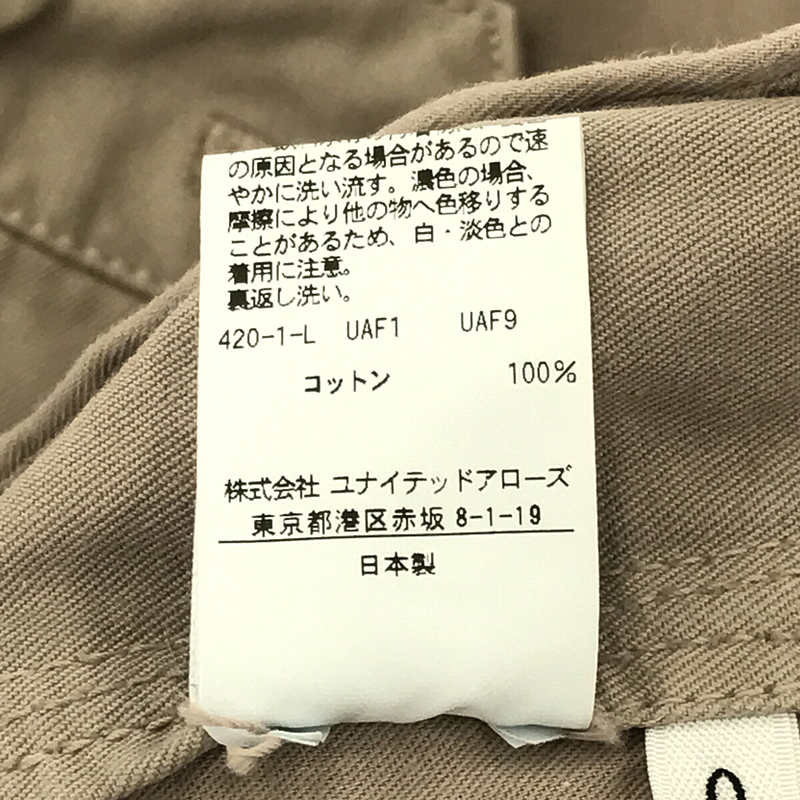 の原因となる場合があるので速
やかに洗い流す。濃色の場合、
摩擦により他の物へ色移りする
ことがあるため、白・淡色との
着用に注意。
裏返し洗い。
420-1-L UAF1 UAF9
コットン 100%
株式会社 ユナイテッドアローズ
東京都港区赤坂 8-1-19
日本製